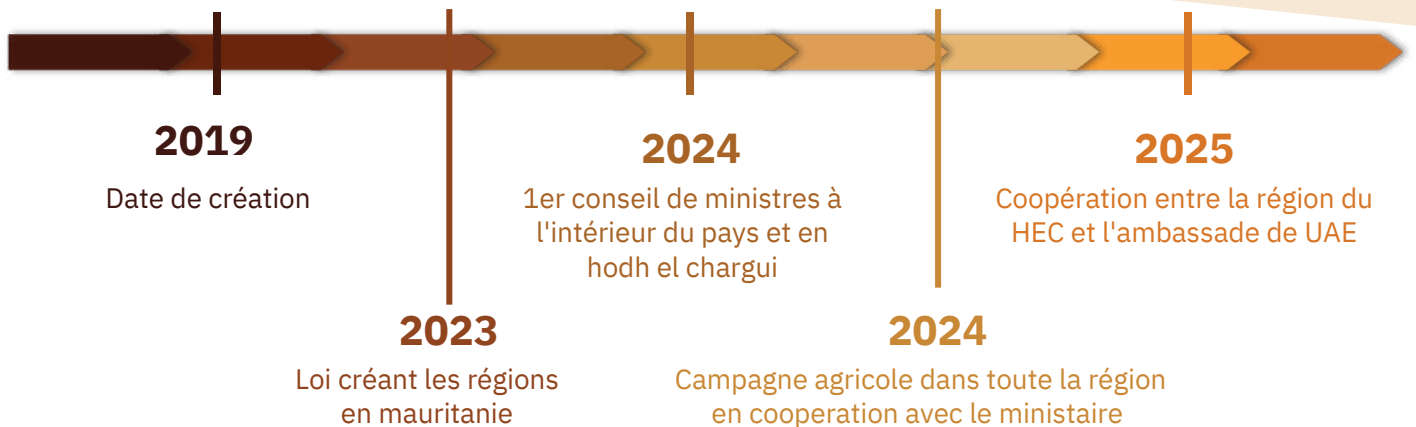 2019
Date de création
2023
Loi créant les régions
en mauritanie
2024
1er conseil de ministres à
l'intérieur du pays et en
hodh el chargui
2024
Campagne agricole dans toute la région
en cooperation avec le ministaire
2025
Coopération entre la région du
HEC et l'ambassade de UAE